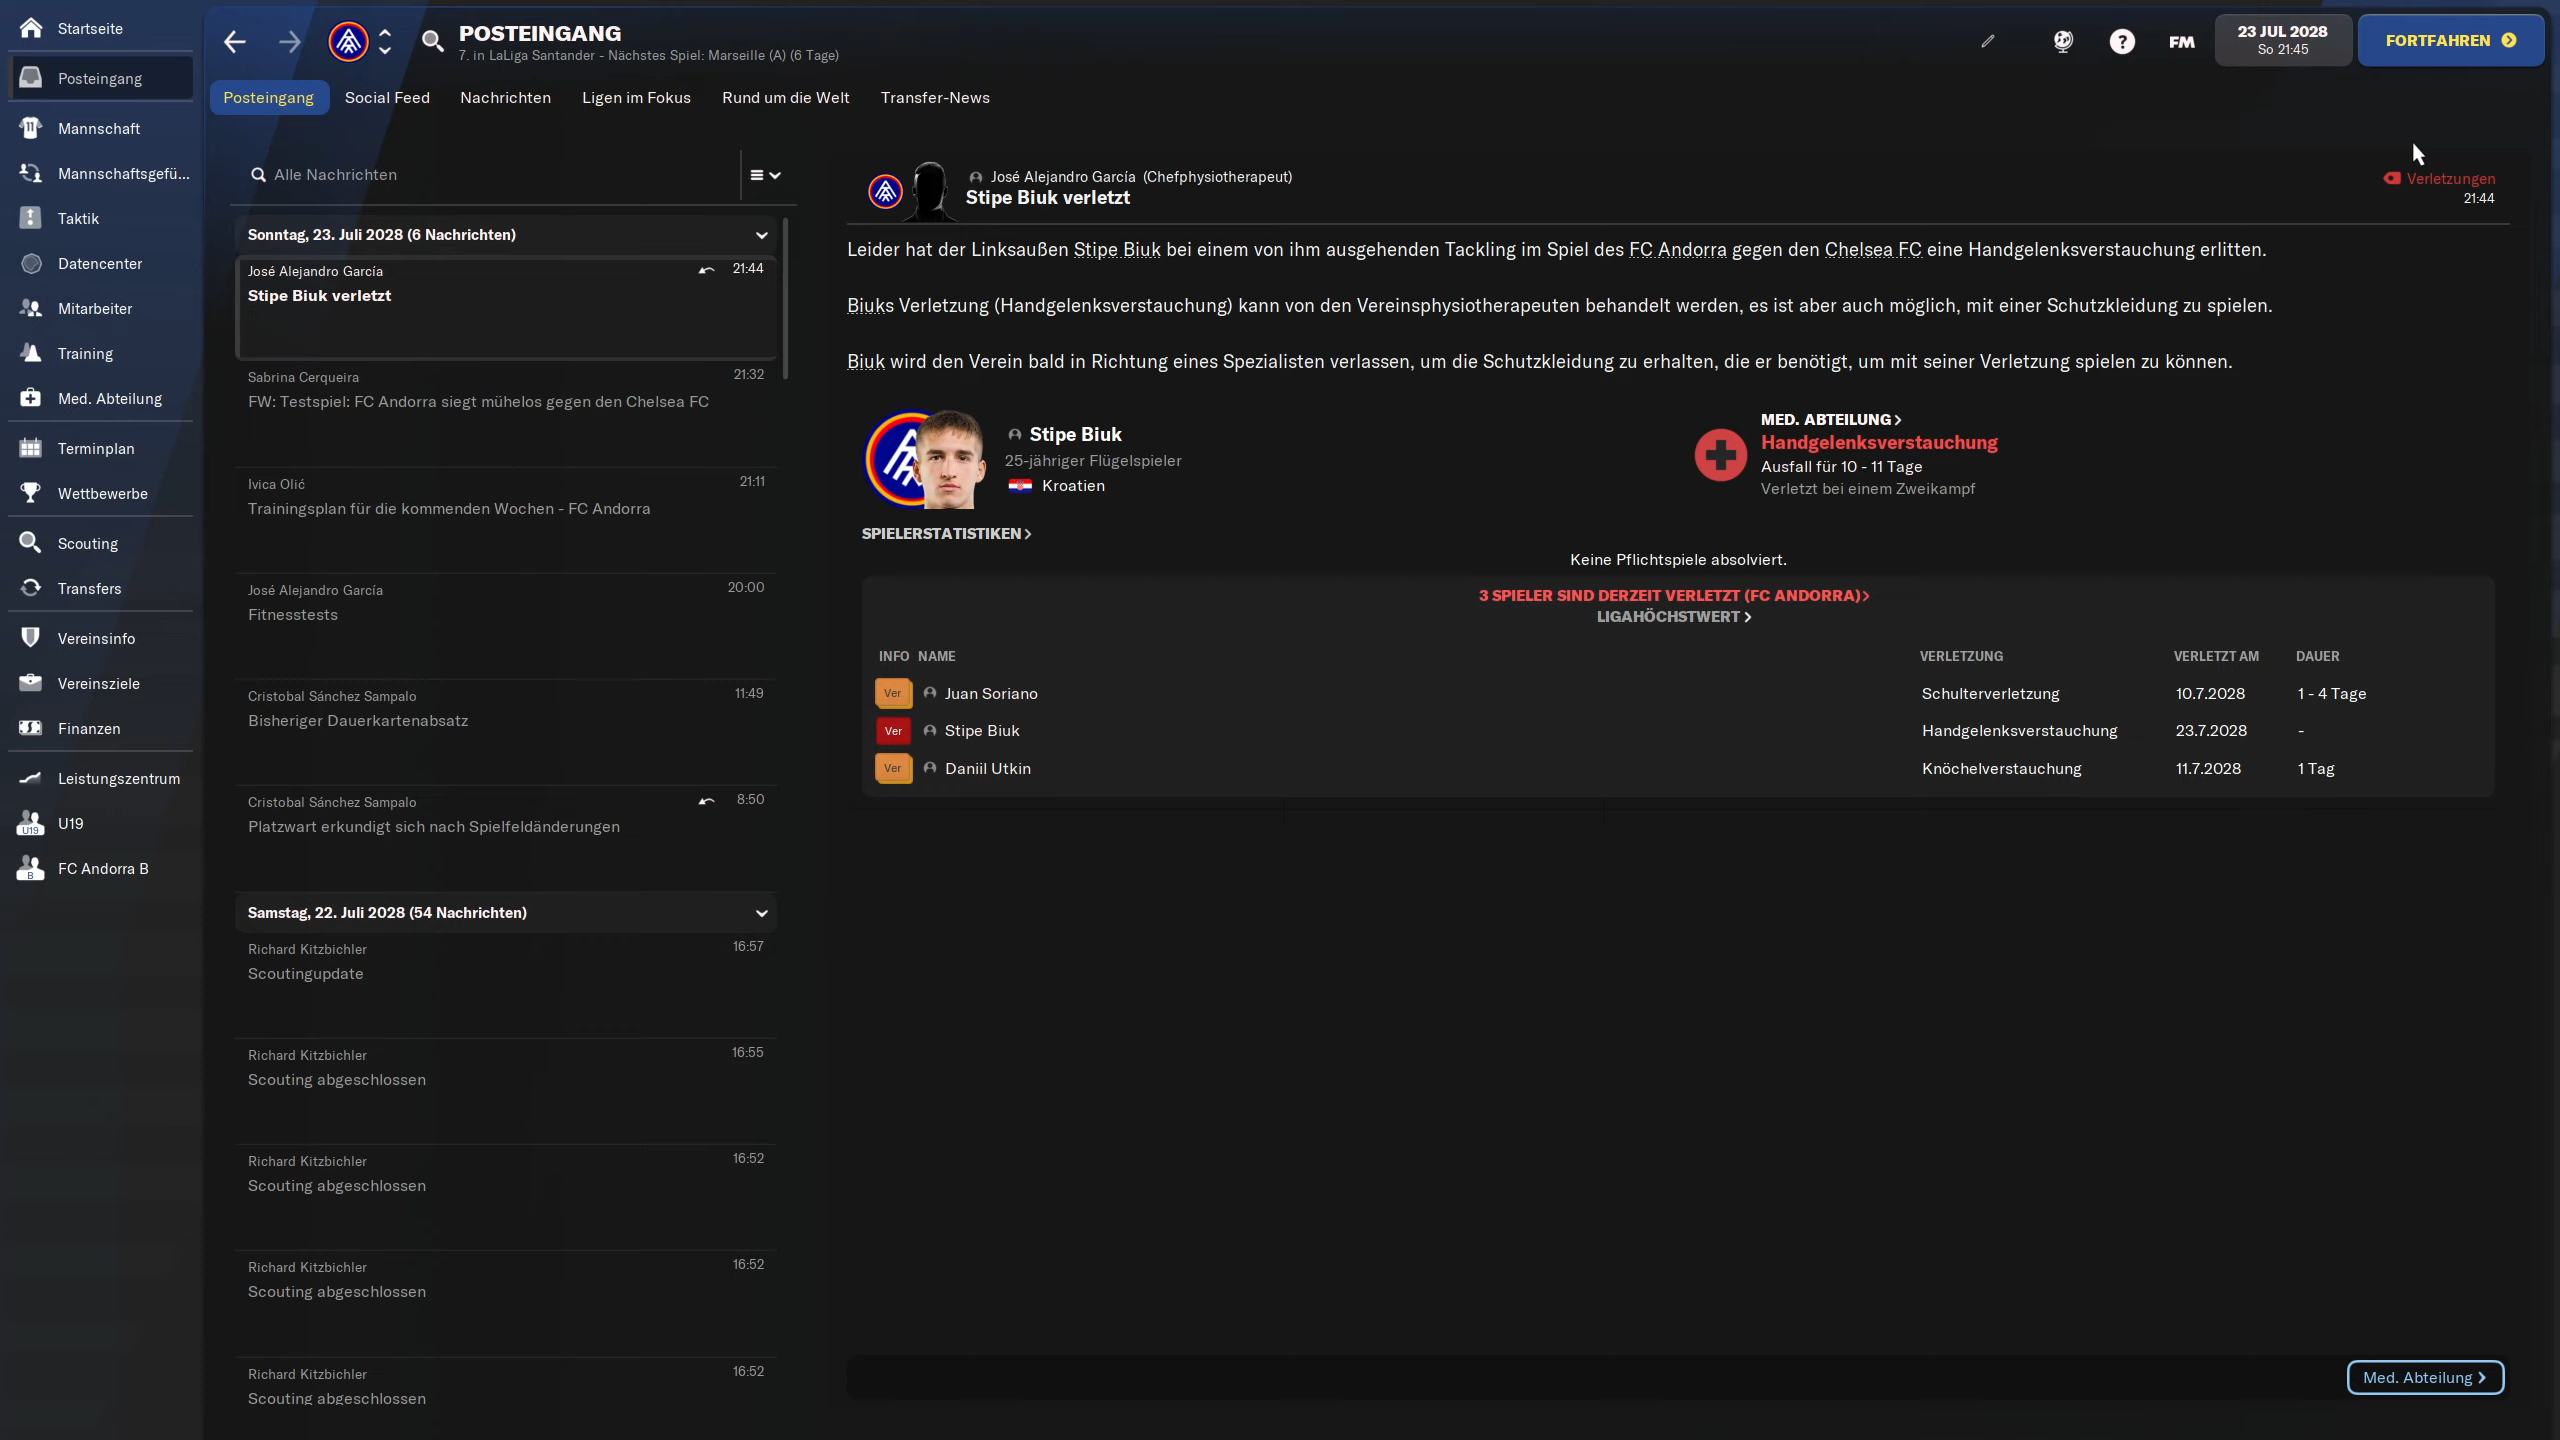 Startseite
Posteingang
Mannschaft
Mannschaftsgefü...
Taktik
Datencenter
Mitarbeiter
Training
Med. Abteilung
Terminplan
Wettbewerbe
Scouting
Transfers
Vereinsinfo
Vereinsziele
Finanzen
Leistungszentrum
U19 U19
B FC Andorra B
POSTEINGANG
7. in LaLiga Santander - Nächstes Spiel: Marseille (A) (6 Tage)
? FM
23 JUL 2028
So 21:45
FORTFAHREN
Posteingang Social Feed Nachrichten Ligen im Fokus Rund um die Welt Transfer-News
Alle Nachrichten
Sonntag, 23. Juli 2028 (6 Nachrichten)
José Alejandro García 21:44
Stipe Biuk verletzt
Sabrina Cerqueira 21:32
FW: Testspiel: FC Andorra siegt mühelos gegen den Chelsea FC
Ivica Olić 21:11
Trainingsplan für die kommenden Wochen - FC Andorra
José Alejandro García 20:00
Fitnesstests
Cristobal Sánchez Sampalo 11:49
Bisheriger Dauerkartenabsatz
Cristobal Sánchez Sampalo 8:50
Platzwart erkundigt sich nach Spielfeldänderungen
Samstag, 22. Juli 2028 (54 Nachrichten)
Richard Kitzbichler 16:57
Scoutingupdate
Richard Kitzbichler 16:55
Scouting abgeschlossen
Richard Kitzbichler 16:52
Scouting abgeschlossen
Richard Kitzbichler 16:52
Scouting abgeschlossen
Richard Kitzbichler 16:52
Scouting abgeschlossen
José Alejandro García (Chefphysiotherapeut)
Stipe Biuk verletzt
Verletzungen
21:44
Leider hat der Linksaußen Stipe Biuk bei einem von ihm ausgehenden Tackling im Spiel des FC Andorra gegen den Chelsea FC eine Handgelenksverstauchung erlitten.
Biuks Verletzung (Handgelenksverstauchung) kann von den Vereinsphysiotherapeuten behandelt werden, es ist aber auch möglich, mit einer Schutzkleidung zu spielen.
Biuk wird den Verein bald in Richtung eines Spezialisten verlassen, um die Schutzkleidung zu erhalten, die er benötigt, um mit seiner Verletzung spielen zu können.
Stipe Biuk
25-jähriger Flügelspieler
Kroatien
MED. ABTEILUNG
Handgelenksverstauchung
Ausfall für 10 - 11 Tage
Verletzt bei einem Zweikampf
SPIELERSTATISTIKEN
Keine Pflichtspiele absolviert.
3 SPIELER SIND DERZEIT VERLETZT (FC ANDORRA)
LIGAHÖCHSTWERT
INFO NAME VERLETZUNG VERLETZT AM DAUER
Ver Juan Soriano Schulterverletzung 10.7.2028 1 - 4 Tage
Ver Stipe Biuk Handgelenksverstauchung 23.7.2028 -
Ver Daniil Utkin Knöchelverstauchung 11.7.2028 1 Tag
Med. Abteilung